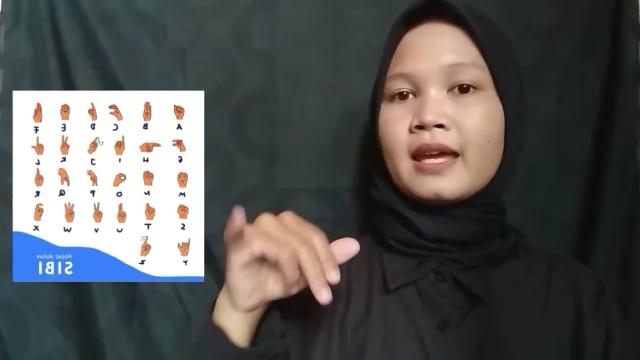 A B C D E F
G H I J K L
M N O P Q R
S T U V W X
Y Z
Abjad dalam
SIBI